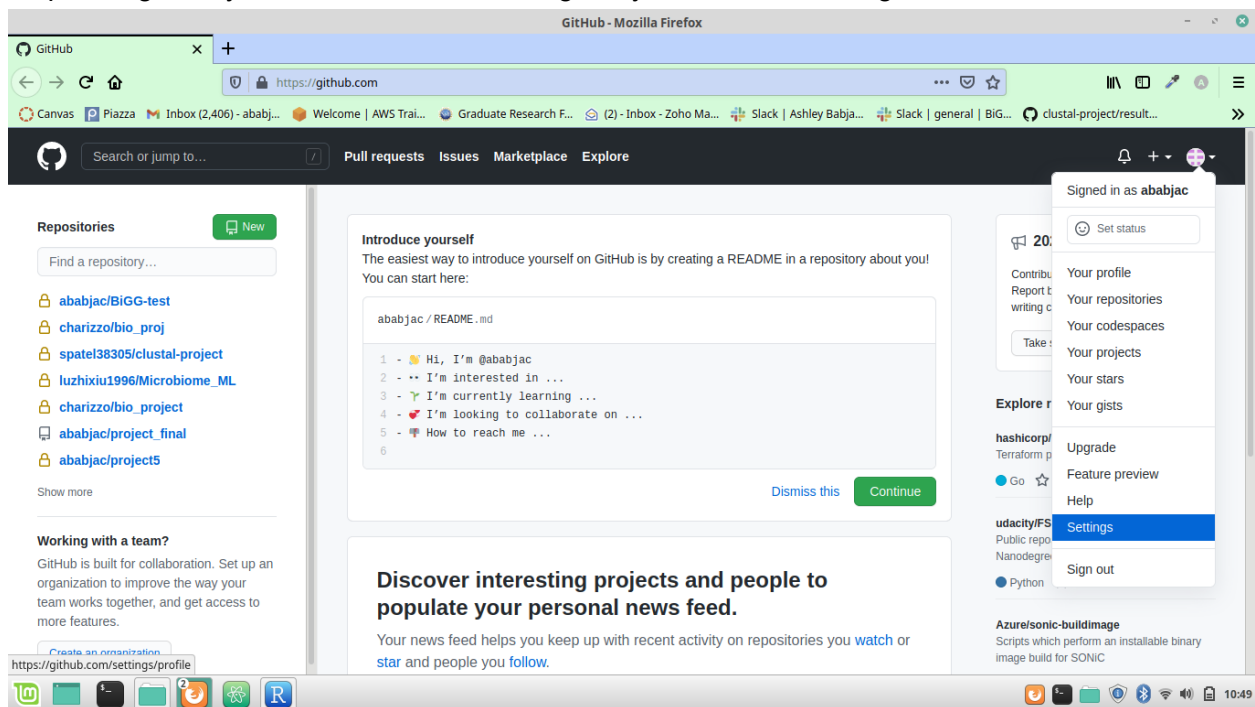 GitHub - Mozilla Firefox
GitHub
https://github.com
Canvas Piazza Inbox (2,406) - ababj... Welcome | AWS Trai... Graduate Research F... (2) - Inbox - Zoho Ma... Slack | Ashley Babja... Slack | general | BiG... clustal-project/result...
Search or jump to... /
Pull requests Issues Marketplace Explore
Signed in as ababjac
Set status
Your profile
Your repositories
Your codespaces
Your projects
Your stars
Your gists
Upgrade
Feature preview
Help
Settings
Sign out
Repositories New
Find a repository…
ababjac/BiGG-test
charizzo/bio_proj
spatel38305/clustal-project
luzhixiu1996/Microbiome_ML
charizzo/bio_project
ababjac/project_final
ababjac/project5
Show more
Working with a team?
GitHub is built for collaboration. Set up an
organization to improve the way your
team works together, and get access to
more features.
Create an organization
https://github.com/settings/profile
Introduce yourself
The easiest way to introduce yourself on GitHub is by creating a README in a repository about you!
You can start here:
ababjac / README.md
1 - 👋 Hi, I’m @ababjac
2 - 👀 I’m interested in ...
3 - 🌱 I’m currently learning ...
4 - 💞️ I’m looking to collaborate on ...
5 - 📫 How to reach me ...
6
Dismiss this Continue
Discover interesting projects and people to
populate your personal news feed.
Your news feed helps you keep up with recent activity on repositories you watch or
star and people you follow.
Contribu
Report b
writing c
Take
Explore r
hashicorp/
Terraform p
Go
udacity/FS
Public repo
Nanodegre
Python
Azure/sonic-buildimage
Scripts which perform an installable binary
image build for SONiC
2
R
10:49